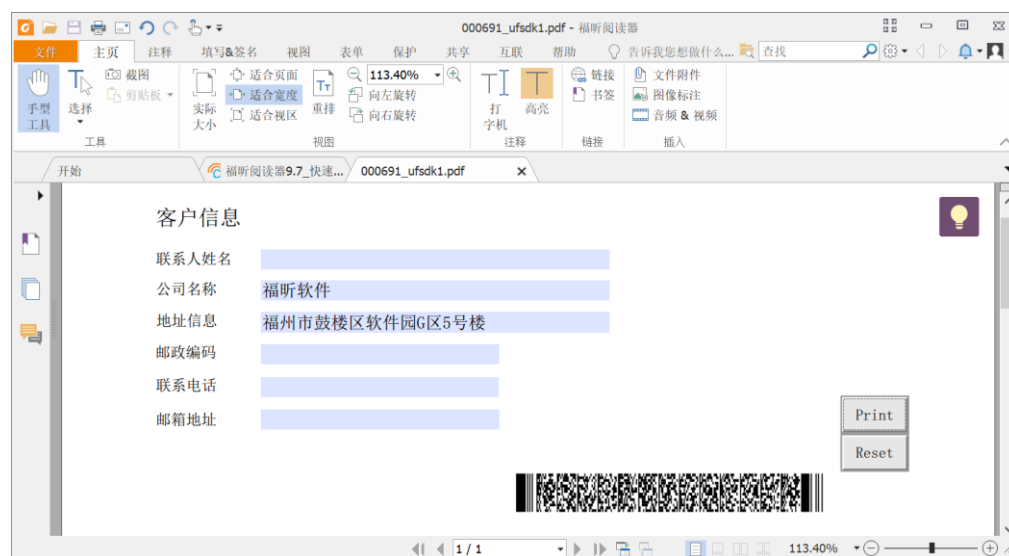 000691_ufsdk1.pdf - 福昕阅读器
文件 主页 注释 填写&签名 视图 表单 保护 共享 互联 帮助 告诉我您想做什么... 查找
手型工具 选择 截图 剪贴板 实际大小 适合页面 适合宽度 适合视区 重排 113.40% 向左旋转 向右旋转 打字机 高亮 链接 书签 文件附件 图像标注 音频 & 视频
工具 视图 注释 链接 插入
开始 福昕阅读器9.7_快速... 000691_ufsdk1.pdf
客户信息
联系人姓名
公司名称 福昕软件
地址信息 福州市鼓楼区软件园G区5号楼
邮政编码
联系电话
邮箱地址
Print
Reset
1 / 1 113.40%